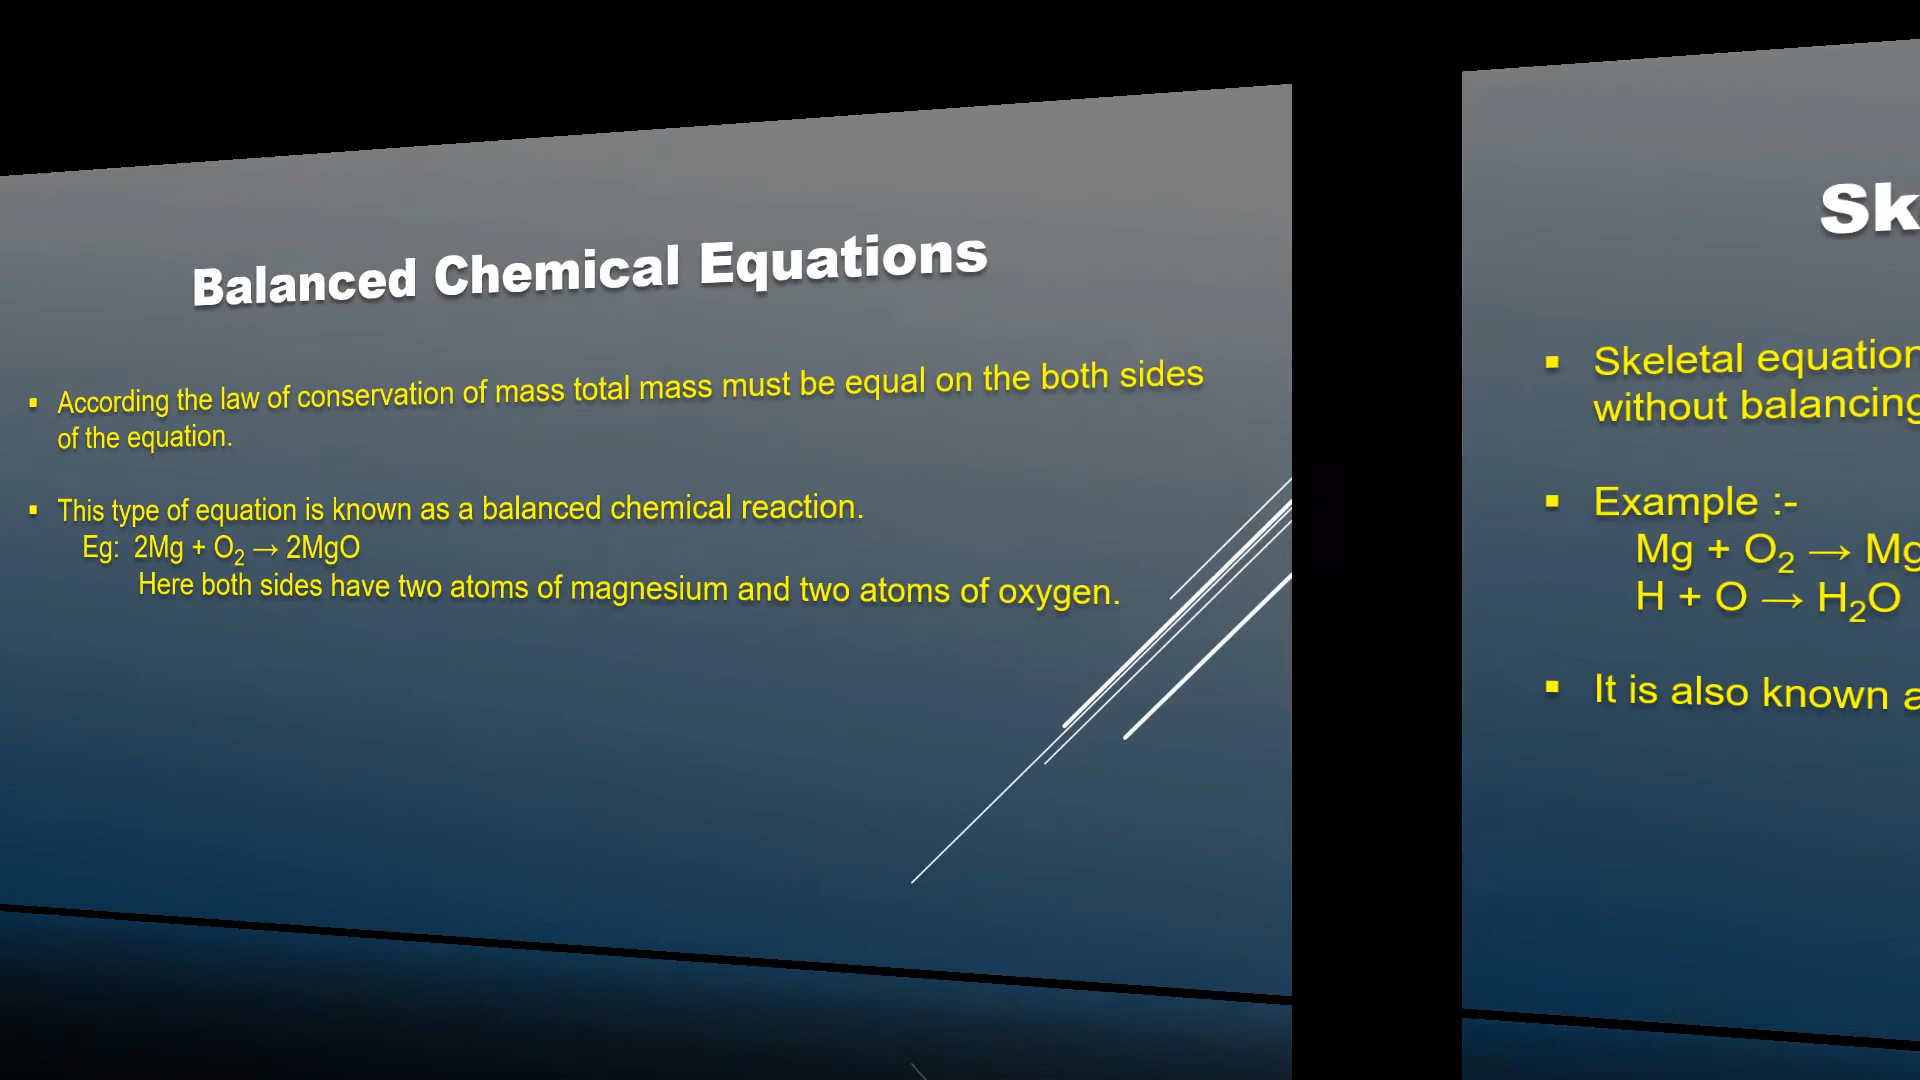 Balanced Chemical Equations
▪ According the law of conservation of mass total mass must be equal on the both sides
of the equation.
▪ This type of equation is known as a balanced chemical reaction.
Eg: 2Mg + O₂ → 2MgO
Here both sides have two atoms of magnesium and two atoms of oxygen.
Sk
▪ Skeletal equation
without balancing
▪ Example :-
Mg + O₂ → Mg
H + O → H₂O
▪ It is also known a